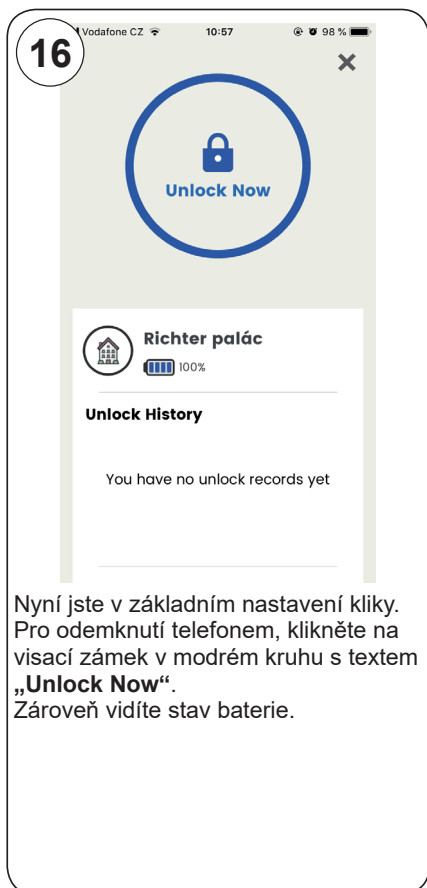 16
Vodafone CZ 10:57 98 %
Unlock Now
Richter palác
100%
Unlock History
You have no unlock records yet
Nyní jste v základním nastavení kliky.
Pro odemknutí telefonem, klikněte na
visací zámek v modrém kruhu s textem
„Unlock Now“.
Zároveň vidíte stav baterie.